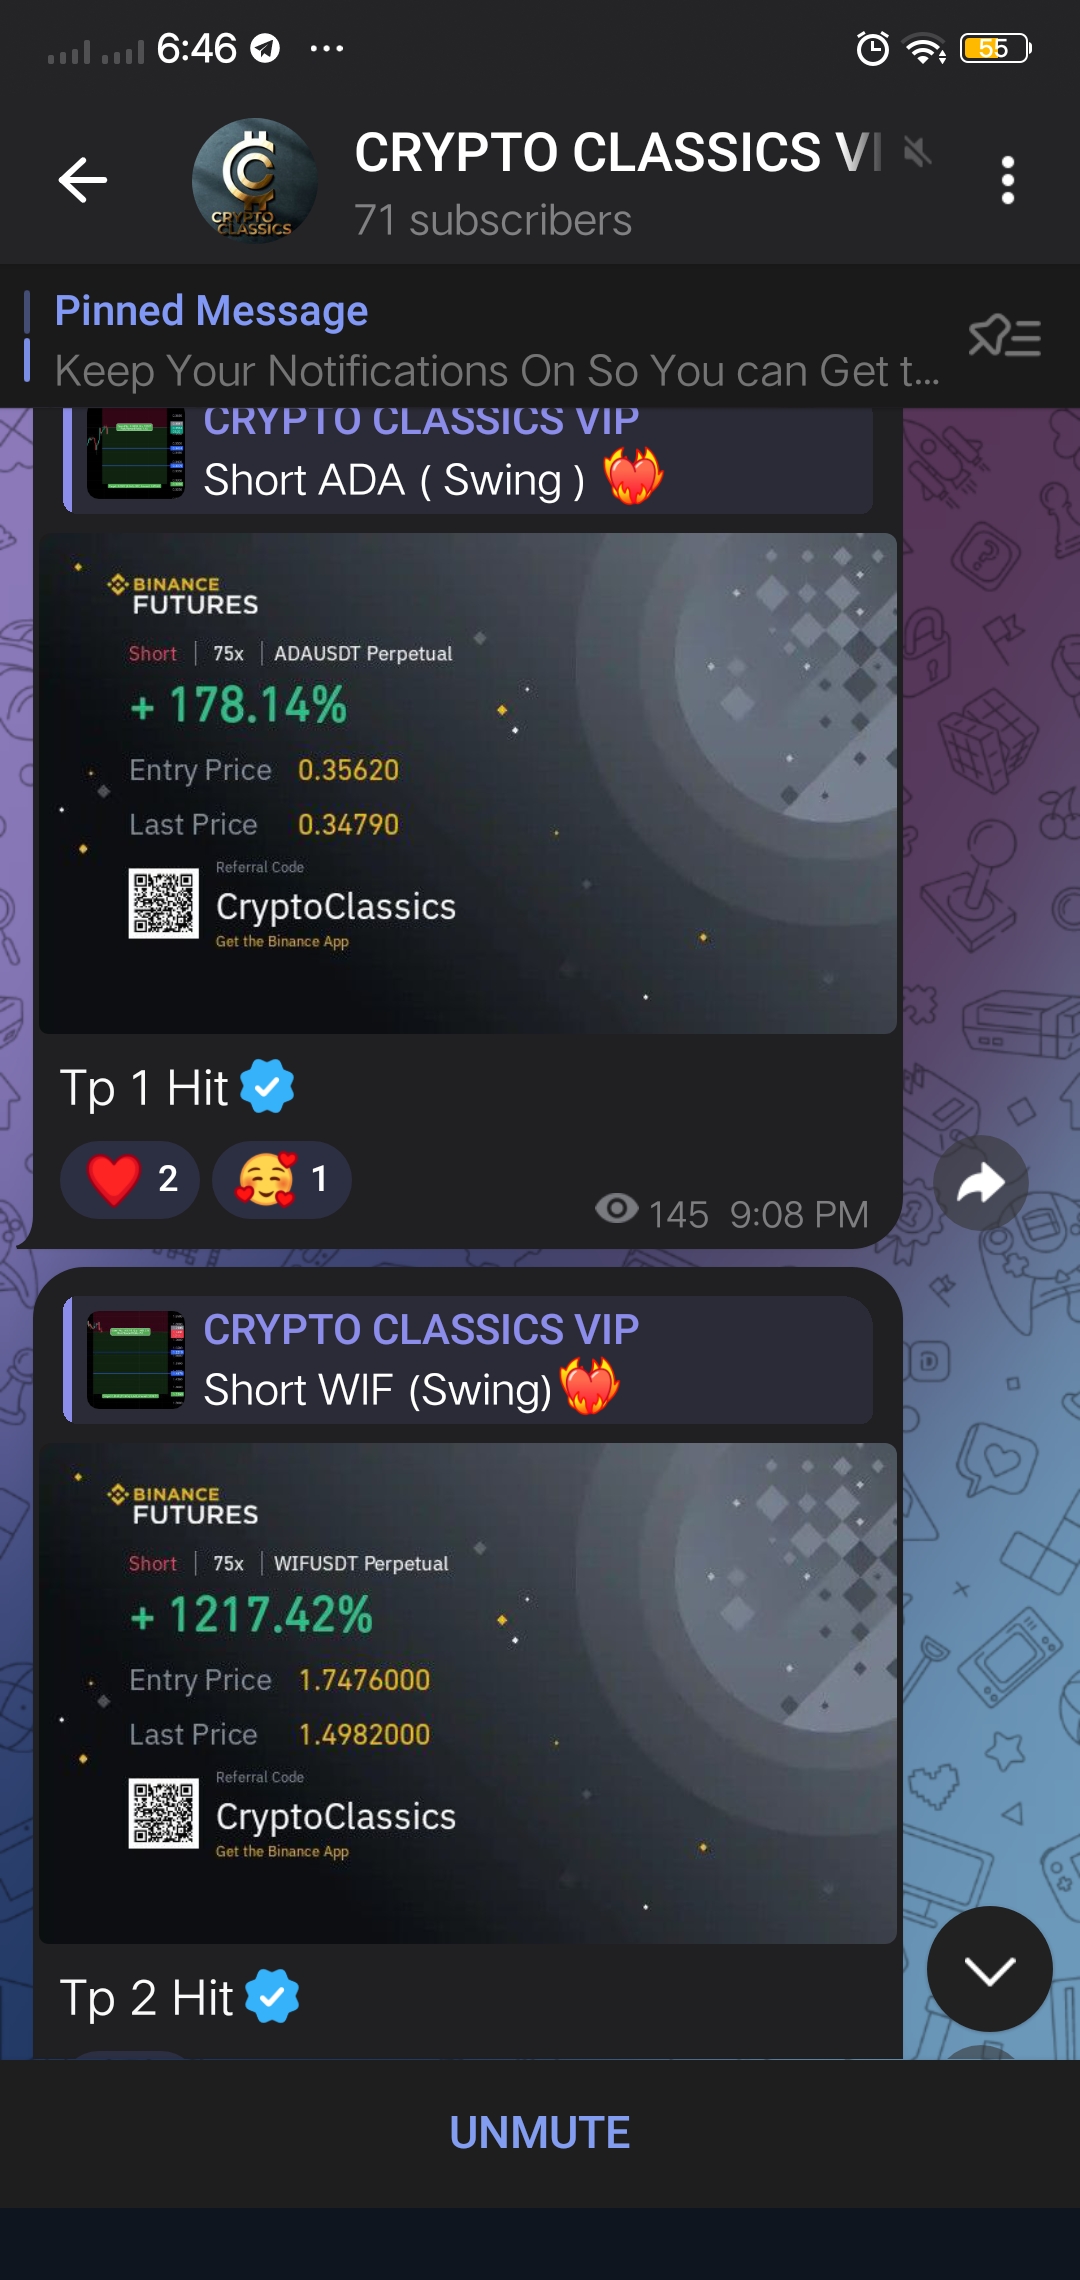 6:46
55
CRYPTO CLASSICS VI
71 subscribers
CRYPTO
CLASSICS
Pinned Message
Keep Your Notifications On So You can Get t...
CRYPTO CLASSICS VIP
Short ADA ( Swing )
BINANCE
FUTURES
Short | 75x | ADAUSDT Perpetual
+ 178.14%
Entry Price 0.35620
Last Price 0.34790
Referral Code
CryptoClassics
Get the Binance App
Tp 1 Hit
2 1
145 9:08 PM
CRYPTO CLASSICS VIP
Short WIF (Swing)
BINANCE
FUTURES
Short | 75x | WIFUSDT Perpetual
+ 1217.42%
Entry Price 1.7476000
Last Price 1.4982000
Referral Code
CryptoClassics
Get the Binance App
Tp 2 Hit
UNMUTE